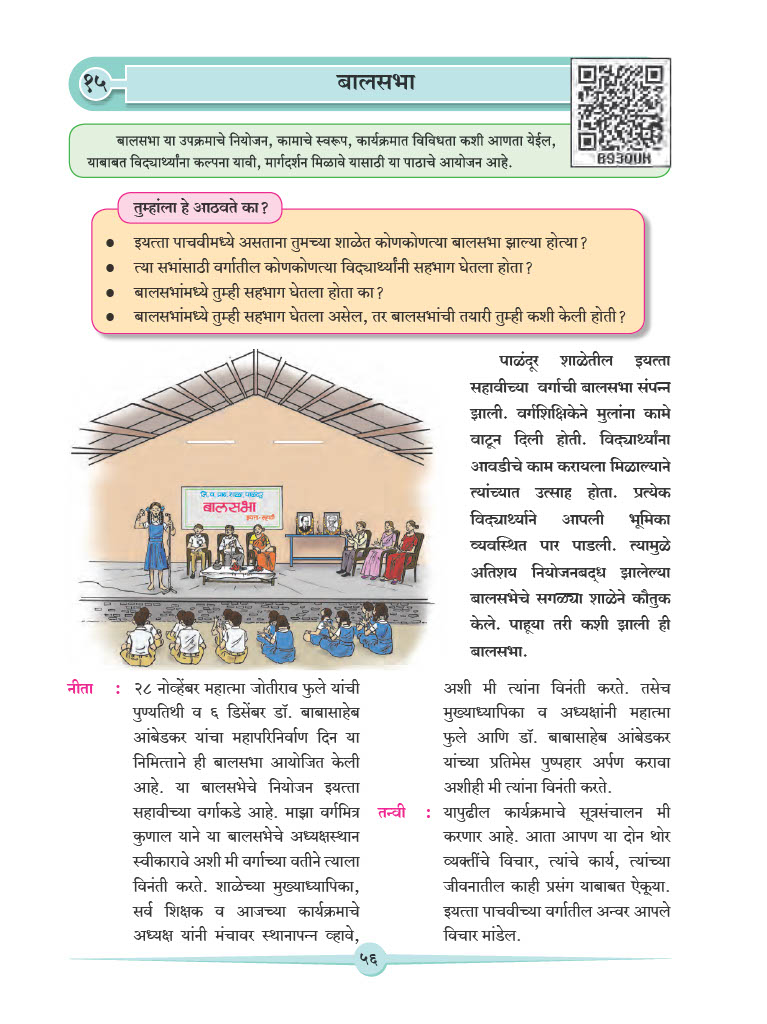 १५
बालसभा
B93QUH
बालसभा या उपक्रमाचे नियोजन, कामाचे स्वरूप, कार्यक्रमात विविधता कशी आणता येईल,
याबाबत विद्यार्थ्यांना कल्पना यावी, मार्गदर्शन मिळावे यासाठी या पाठाचे आयोजन आहे.
तुम्हांला हे आठवते का?
● इयत्ता पाचवीमध्ये असताना तुमच्या शाळेत कोणकोणत्या बालसभा झाल्या होत्या?
● त्या सभांसाठी वर्गातील कोणकोणत्या विद्यार्थ्यांनी सहभाग घेतला होता?
● बालसभांमध्ये तुम्ही सहभाग घेतला होता का?
● बालसभांमध्ये तुम्ही सहभाग घेतला असेल, तर बालसभांची तयारी तुम्ही कशी केली होती?
बालसभा
पाळंदूर शाळेतील इयत्ता
सहावीच्या वर्गाची बालसभा संपन्न
झाली. वर्गशिक्षिकेने मुलांना कामे
वाटून दिली होती. विद्यार्थ्यांना
आवडीचे काम करायला मिळाल्याने
त्यांच्यात उत्साह होता. प्रत्येक
विद्यार्थ्याने आपली भूमिका
व्यवस्थित पार पाडली. त्यामुळे
अतिशय नियोजनबद्ध झालेल्या
बालसभेचे सगळ्या शाळेने कौतुक
केले. पाहूया तरी कशी झाली ही
बालसभा.
नीता : २८ नोव्हेंबर महात्मा जोतीराव फुले यांची
पुण्यतिथी व ६ डिसेंबर डॉ. बाबासाहेब
आंबेडकर यांचा महापरिनिर्वाण दिन या
निमित्ताने ही बालसभा आयोजित केली
आहे. या बालसभेचे नियोजन इयत्ता
सहावीच्या वर्गाकडे आहे. माझा वर्गमित्र
कुणाल याने या बालसभेचे अध्यक्षस्थान
स्वीकारावे अशी मी वर्गाच्या वतीने त्याला
विनंती करते. शाळेच्या मुख्याध्यापिका,
सर्व शिक्षक व आजच्या कार्यक्रमाचे
अध्यक्ष यांनी मंचावर स्थानापन्न व्हावे,
अशी मी त्यांना विनंती करते. तसेच
मुख्याध्यापिका व अध्यक्षांनी महात्मा
फुले आणि डॉ. बाबासाहेब आंबेडकर
यांच्या प्रतिमेस पुष्पहार अर्पण करावा
अशीही मी त्यांना विनंती करते.
तन्वी : यापुढील कार्यक्रमाचे सूत्रसंचालन मी
करणार आहे. आता आपण या दोन थोर
व्यक्तींचे विचार, त्यांचे कार्य, त्यांच्या
जीवनातील काही प्रसंग याबाबत ऐकूया.
इयत्ता पाचवीच्या वर्गातील अन्वर आपले
विचार मांडेल.
५६